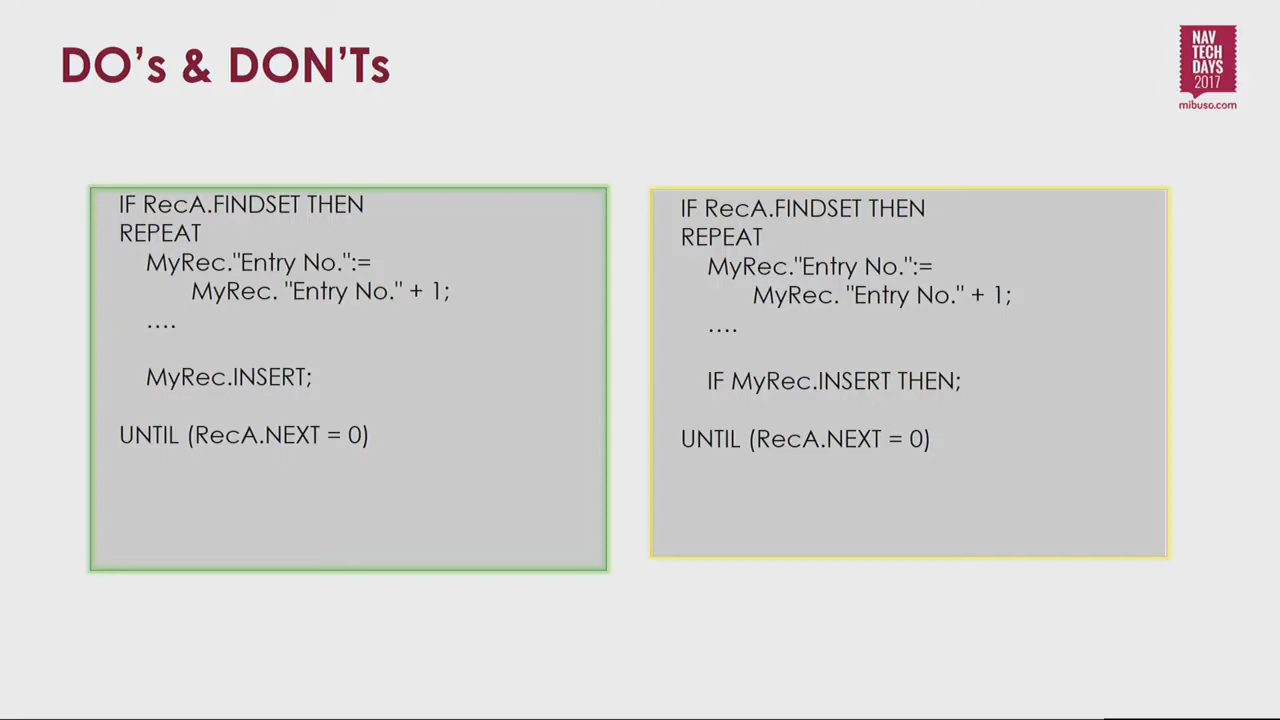 DO's & DON'Ts
NAV
TECH
DAYS
2017
mibuso.com
IF RecA.FINDSET THEN
REPEAT
MyRec."Entry No.":=
MyRec. "Entry No." + 1;
....
MyRec.INSERT;
UNTIL (RecA.NEXT = 0)
IF RecA.FINDSET THEN
REPEAT
MyRec."Entry No.":=
MyRec. "Entry No." + 1;
....
IF MyRec.INSERT THEN;
UNTIL (RecA.NEXT = 0)